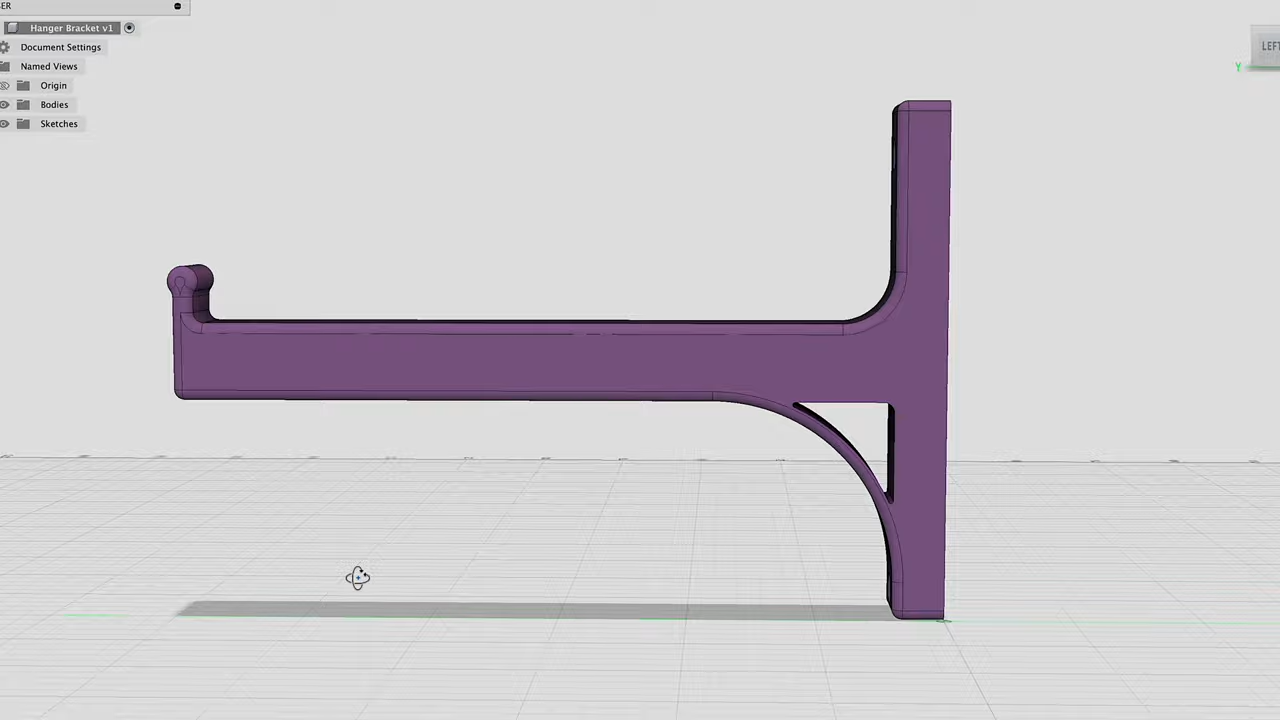 ER
Hanger Bracket v1
Document Settings
Named Views
Origin
Bodies
Sketches
LEFT
Y